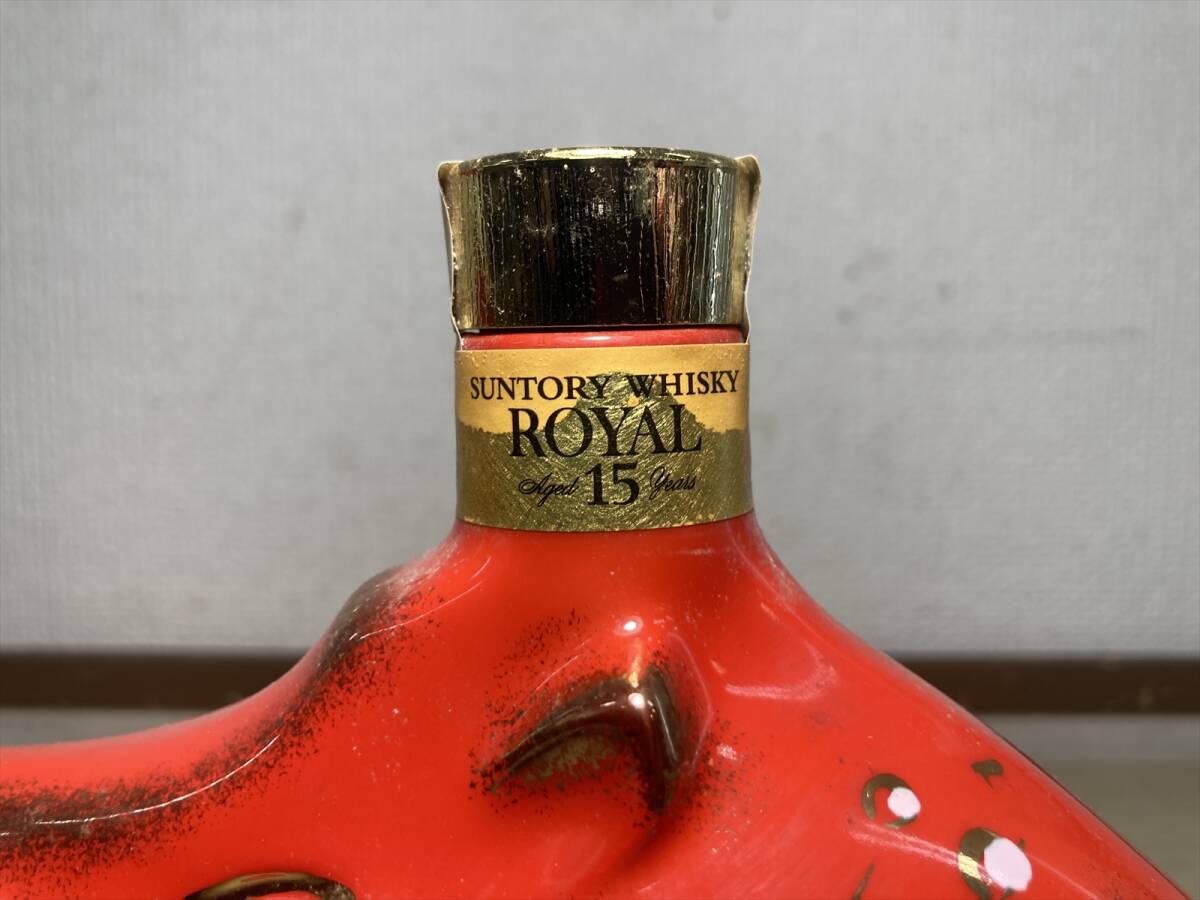 SUNTORY WHISKY
ROYAL
Aged 15 Years